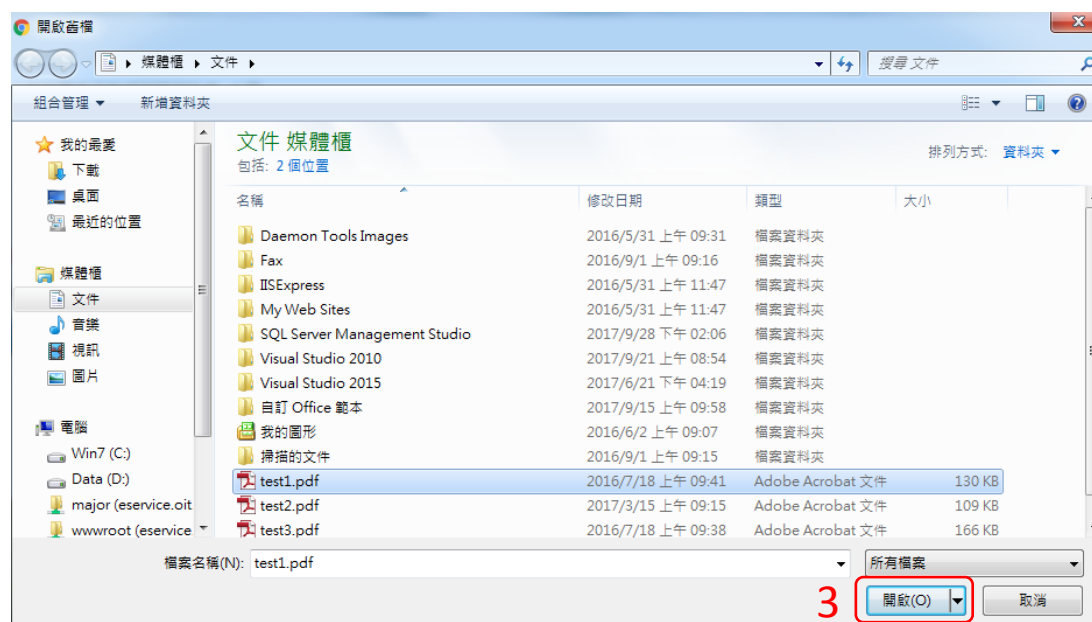 開啟舊檔
媒體櫃 文件 搜尋 文件
組合管理 新增資料夾
我的最愛
下載
桌面
最近的位置
媒體櫃
文件
音樂
視訊
圖片
電腦
Win7 (C:)
Data (D:)
major (eservice.oit
wwwroot (eservice
文件 媒體櫃
包括: 2 個位置
排列方式: 資料夾
名稱 修改日期 類型 大小
Daemon Tools Images 2016/5/31 上午 09:31 檔案資料夾
Fax 2016/9/1 上午 09:16 檔案資料夾
IISExpress 2016/5/31 上午 11:47 檔案資料夾
My Web Sites 2016/5/31 上午 11:47 檔案資料夾
SQL Server Management Studio 2017/9/28 下午 02:06 檔案資料夾
Visual Studio 2010 2017/9/21 上午 08:54 檔案資料夾
Visual Studio 2015 2017/6/21 下午 04:19 檔案資料夾
自訂 Office 範本 2017/9/15 上午 09:58 檔案資料夾
我的圖形 2016/6/2 上午 09:07 檔案資料夾
掃描的文件 2016/9/1 上午 09:15 檔案資料夾
test1.pdf 2016/7/18 上午 09:41 Adobe Acrobat 文件 130 KB
test2.pdf 2017/3/15 上午 09:15 Adobe Acrobat 文件 109 KB
test3.pdf 2016/7/18 上午 09:38 Adobe Acrobat 文件 166 KB
檔案名稱(N): test1.pdf 所有檔案
3 開啟(O) 取消